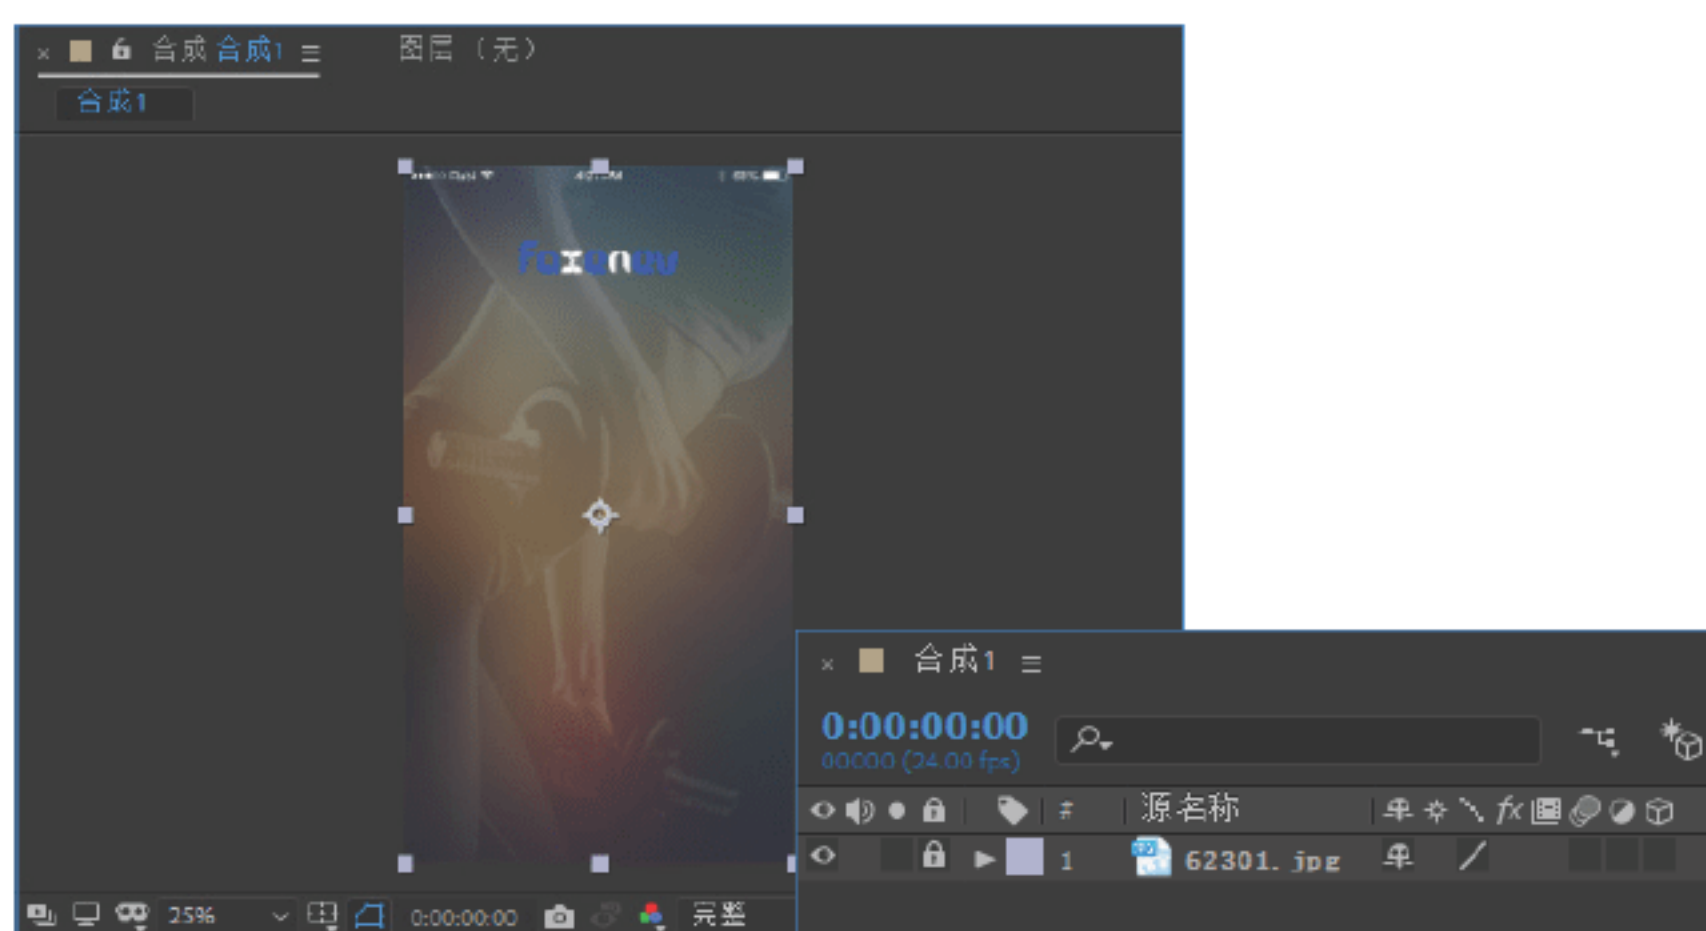 × 合成 合成1 ≡ 图层 （无）
合成1
25% 0:00:00:00 完整
× 合成1 ≡
0:00:00:00
00000 (24.00 fps)
# 源名称 fx
1 62301.jpg